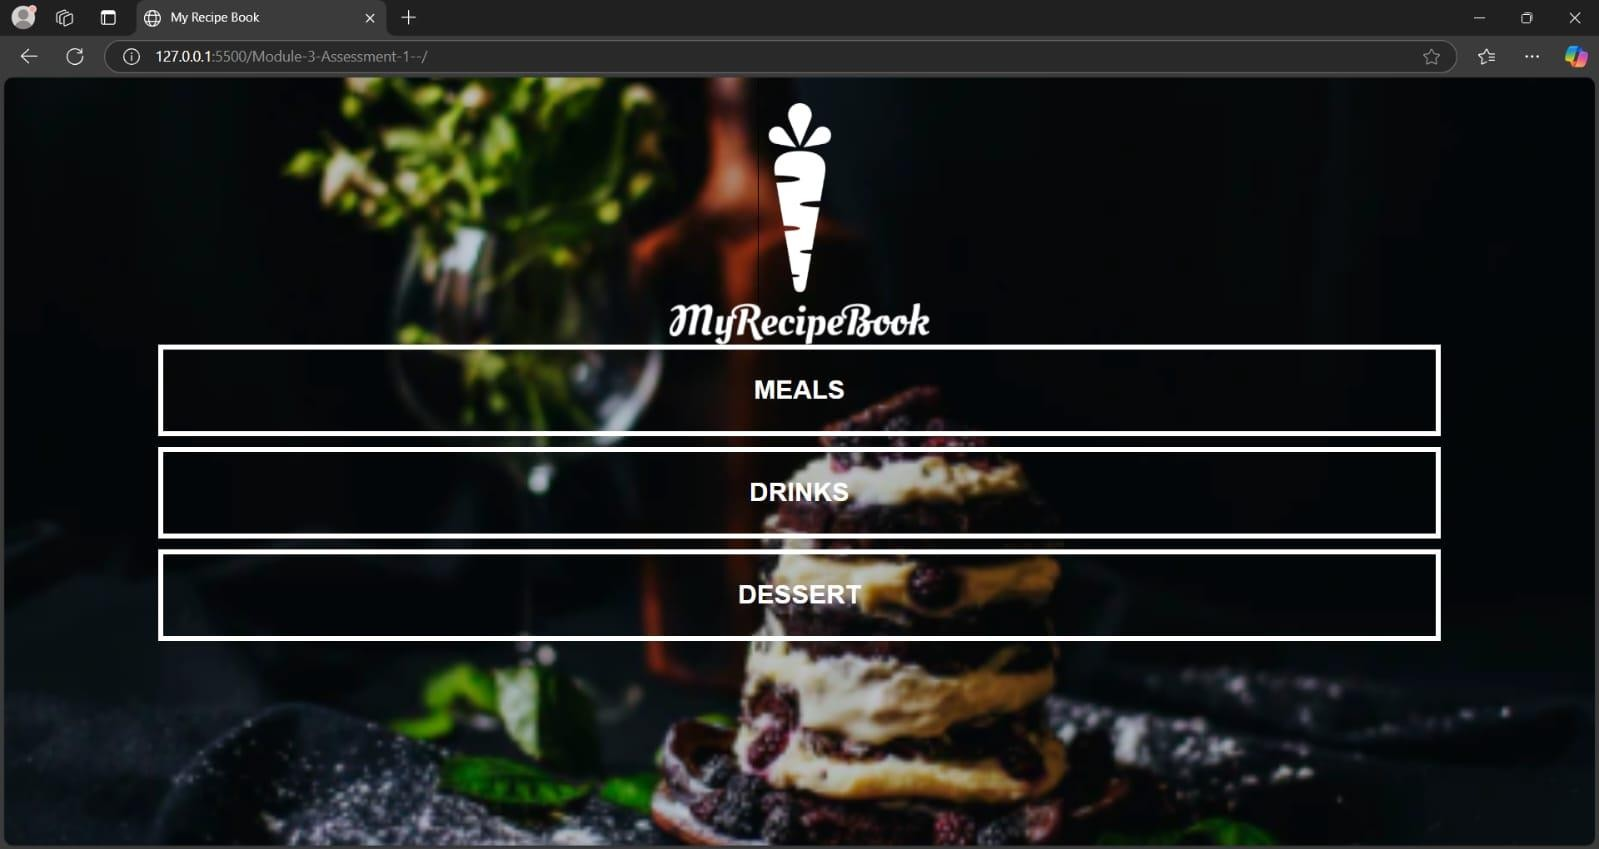 My Recipe Book
127.0.0.1:5500/Module-3-Assessment-1--/
MyRecipeBook
MEALS
DRINKS
DESSERT